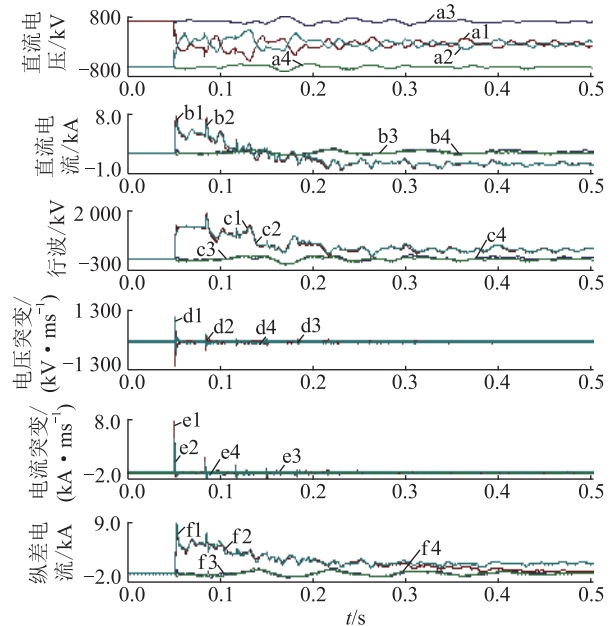 直流电
压/kV
800
−800
a3
a1
a2
a4
0.0
0.1
0.2
0.3
0.4
0.5
直流电
流/kA
8.0
−1.0
b1
b2
b3
b4
0.0
0.1
0.2
0.3
0.4
0.5
行波/kV
2 000
−300
c1
c2
c3
c4
0.0
0.1
0.2
0.3
0.4
0.5
电压突变/
(kV·ms⁻¹)
1 300
−1 300
d1
d2
d4
d3
0.0
0.1
0.2
0.3
0.4
0.5
电流突变/
(kA·ms⁻¹)
8.0
−2.0
e1
e2
e4
e3
0.0
0.1
0.2
0.3
0.4
0.5
纵差电
流/kA
9.0
−2.0
f1
f2
f3
f4
0.0
0.1
0.2
0.3
0.4
0.5
t/s